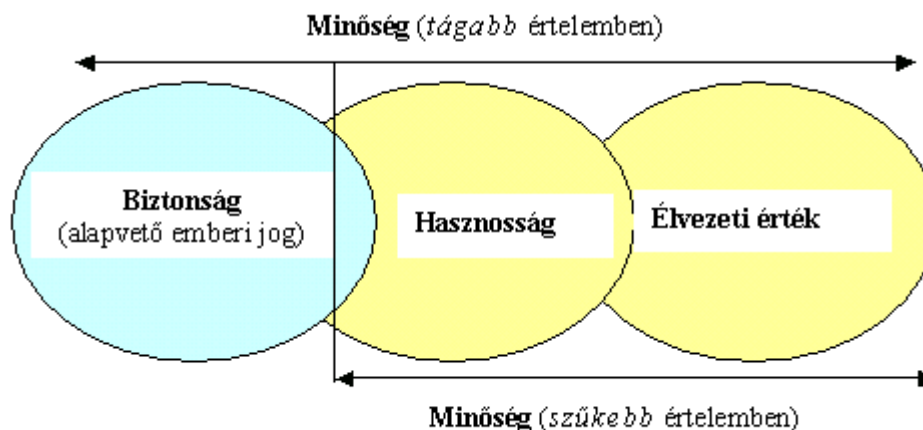 Minőség (tágabb értelemben)
Biztonság
(alapvető emberi jog)
Hasznosság
Élvezeti érték
Minőség (szűkebb értelemben)